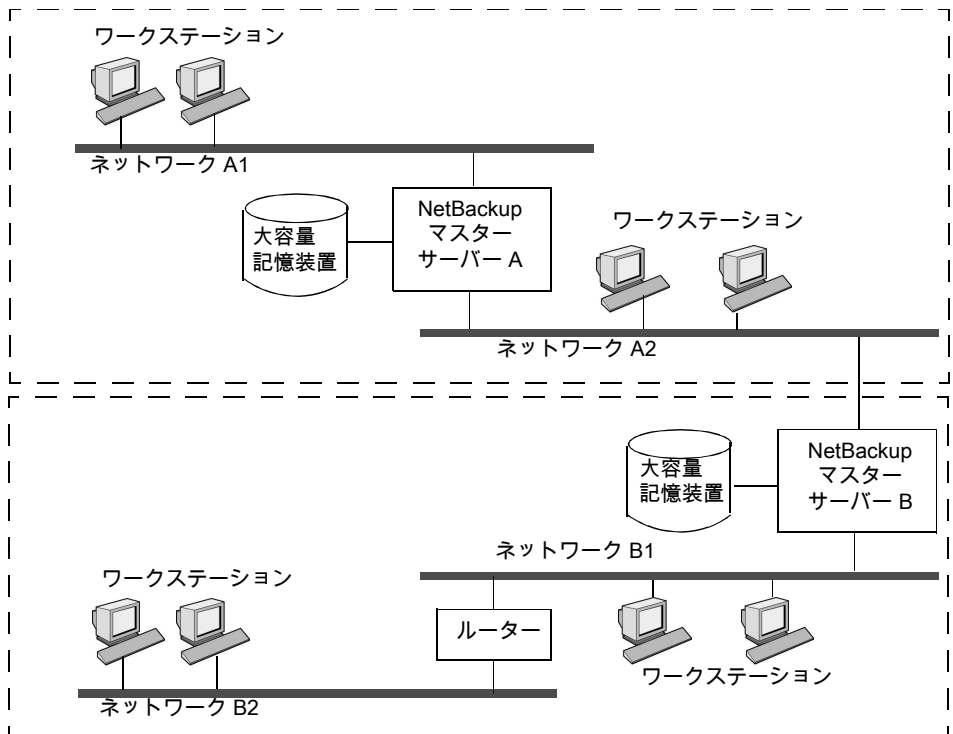 ワークステーション
ネットワーク A1
NetBackup
マスター
サーバー A
大容量
記憶装置
ワークステーション
ネットワーク A2
NetBackup
マスター
サーバー B
大容量
記憶装置
ネットワーク B1
ワークステーション
ルーター
ワークステーション
ネットワーク B2